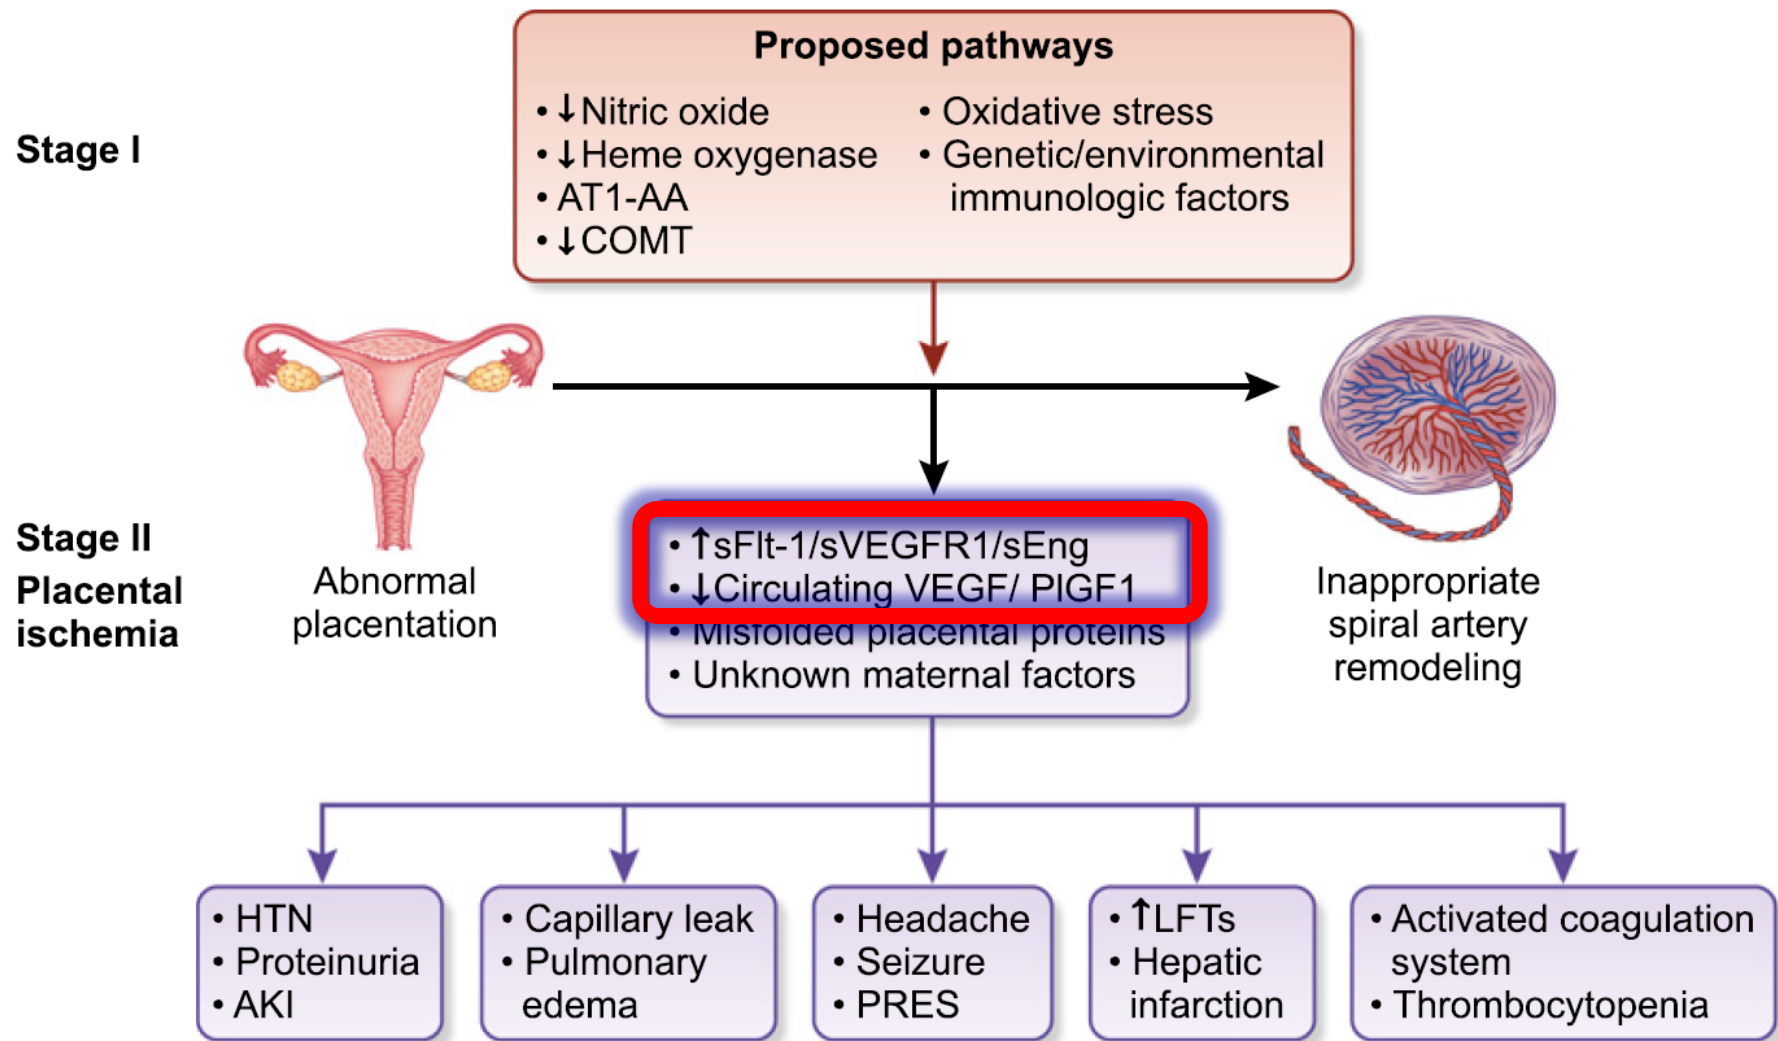 Proposed pathways
• ↓Nitric oxide
• ↓Heme oxygenase
• AT1-AA
• ↓COMT
• Oxidative stress
• Genetic/environmental
immunologic factors
Stage I
Stage II
Placental
ischemia
Abnormal
placentation
• ↑sFlt-1/sVEGFR1/sEng
• ↓Circulating VEGF/ PlGF1
• Misfolded placental proteins
• Unknown maternal factors
Inappropriate
spiral artery
remodeling
• HTN
• Proteinuria
• AKI
• Capillary leak
• Pulmonary
edema
• Headache
• Seizure
• PRES
• ↑LFTs
• Hepatic
infarction
• Activated coagulation
system
• Thrombocytopenia